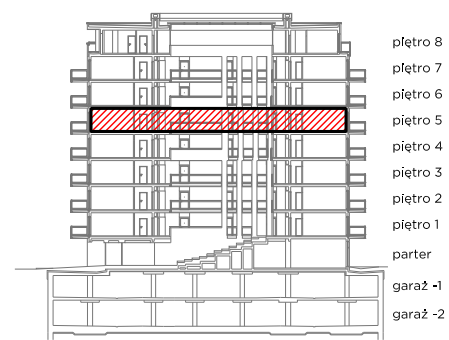 piętro 8
piętro 7
piętro 6
piętro 5
piętro 4
piętro 3
piętro 2
piętro 1
parter
garaż -1
garaż -2